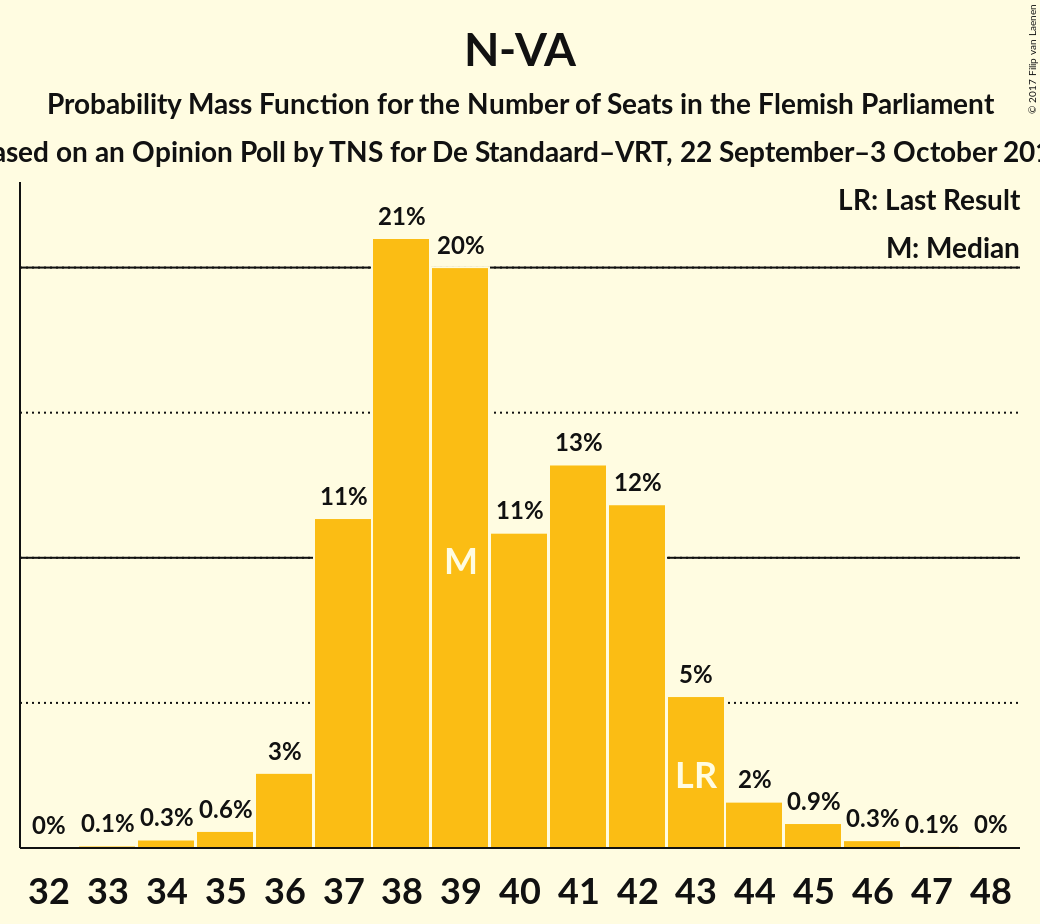 N-VA
Probability Mass Function for the Number of Seats in the Flemish Parliament
on an Opinion Poll by TNS for De Standaard–VRT, 22 September–3 October
LR: Last Result
M: Median
21%
20%
13%
12%
11%
11%
M
5%
LR
3%
2%
0.9%
0.6%
0.3%
0.3%
0.1%
0.1%
0%
0%
32 33 34 35 36 37 38 39 40 41 42 43 44 45 46 47 48
© 2017 Filip van Laenen